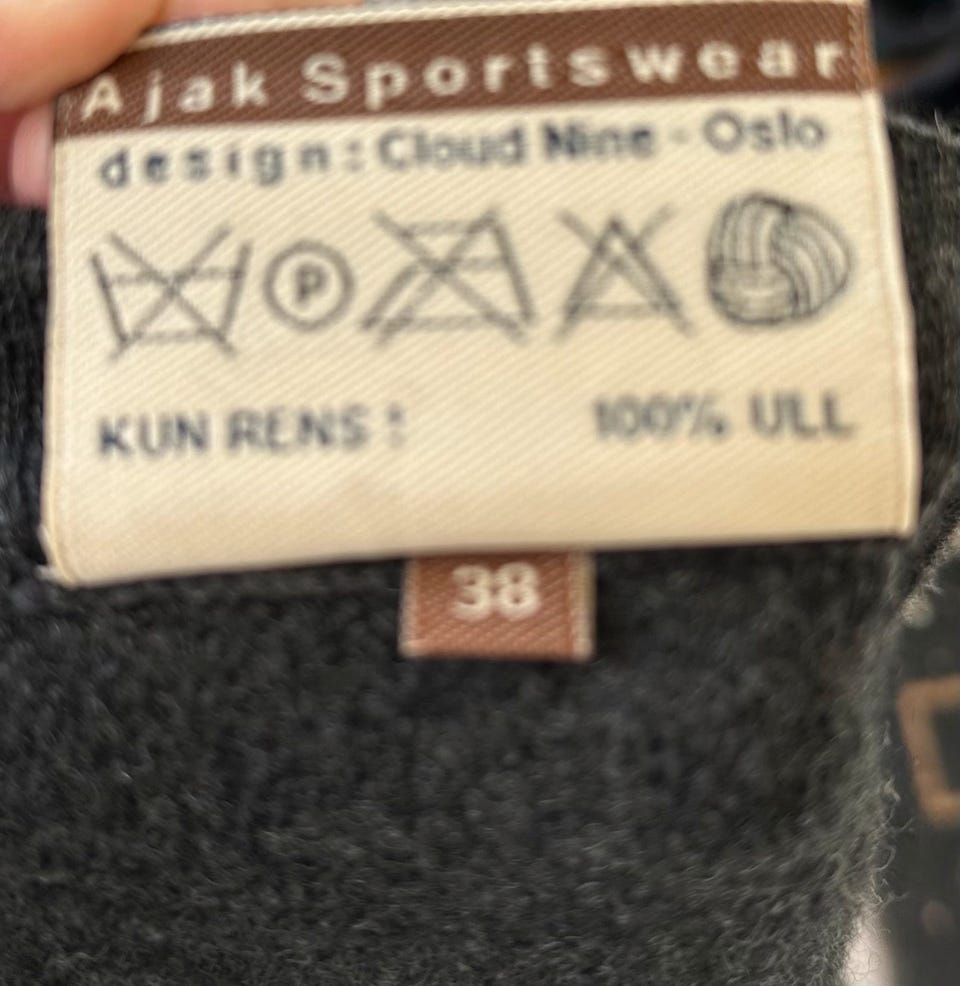 Ajak Sportswear
design: Cloud Nine - Oslo
P
KUN RENS! 100% ULL
38